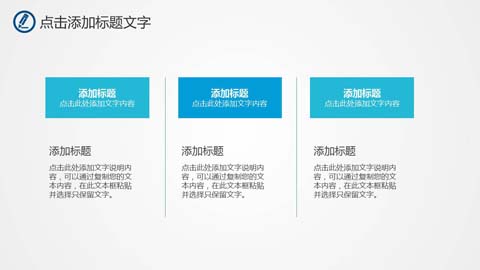 点击添加标题文字
添加标题
点击此处添加文字内容
添加标题
点击此处添加文字内容
添加标题
点击此处添加文字内容
添加标题
点击此处添加文字说明内
容，可以通过复制您的文
本内容，在此文本框粘贴
并选择只保留文字。
添加标题
点击此处添加文字说明内
容，可以通过复制您的文
本内容，在此文本框粘贴
并选择只保留文字。
添加标题
点击此处添加文字说明内
容，可以通过复制您的文
本内容，在此文本框粘贴
并选择只保留文字。